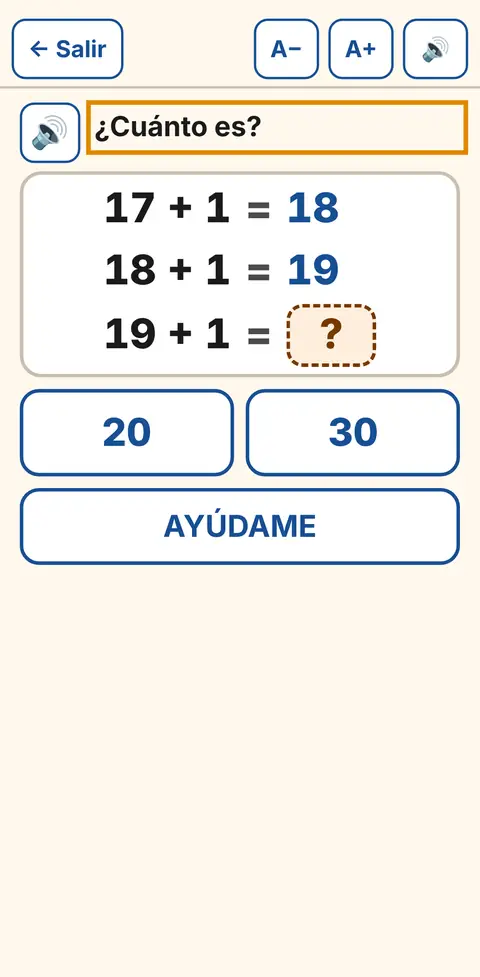 ← Salir A− A+
¿Cuánto es?
17 + 1 = 18
18 + 1 = 19
19 + 1 = ?
20 30
AYÚDAME